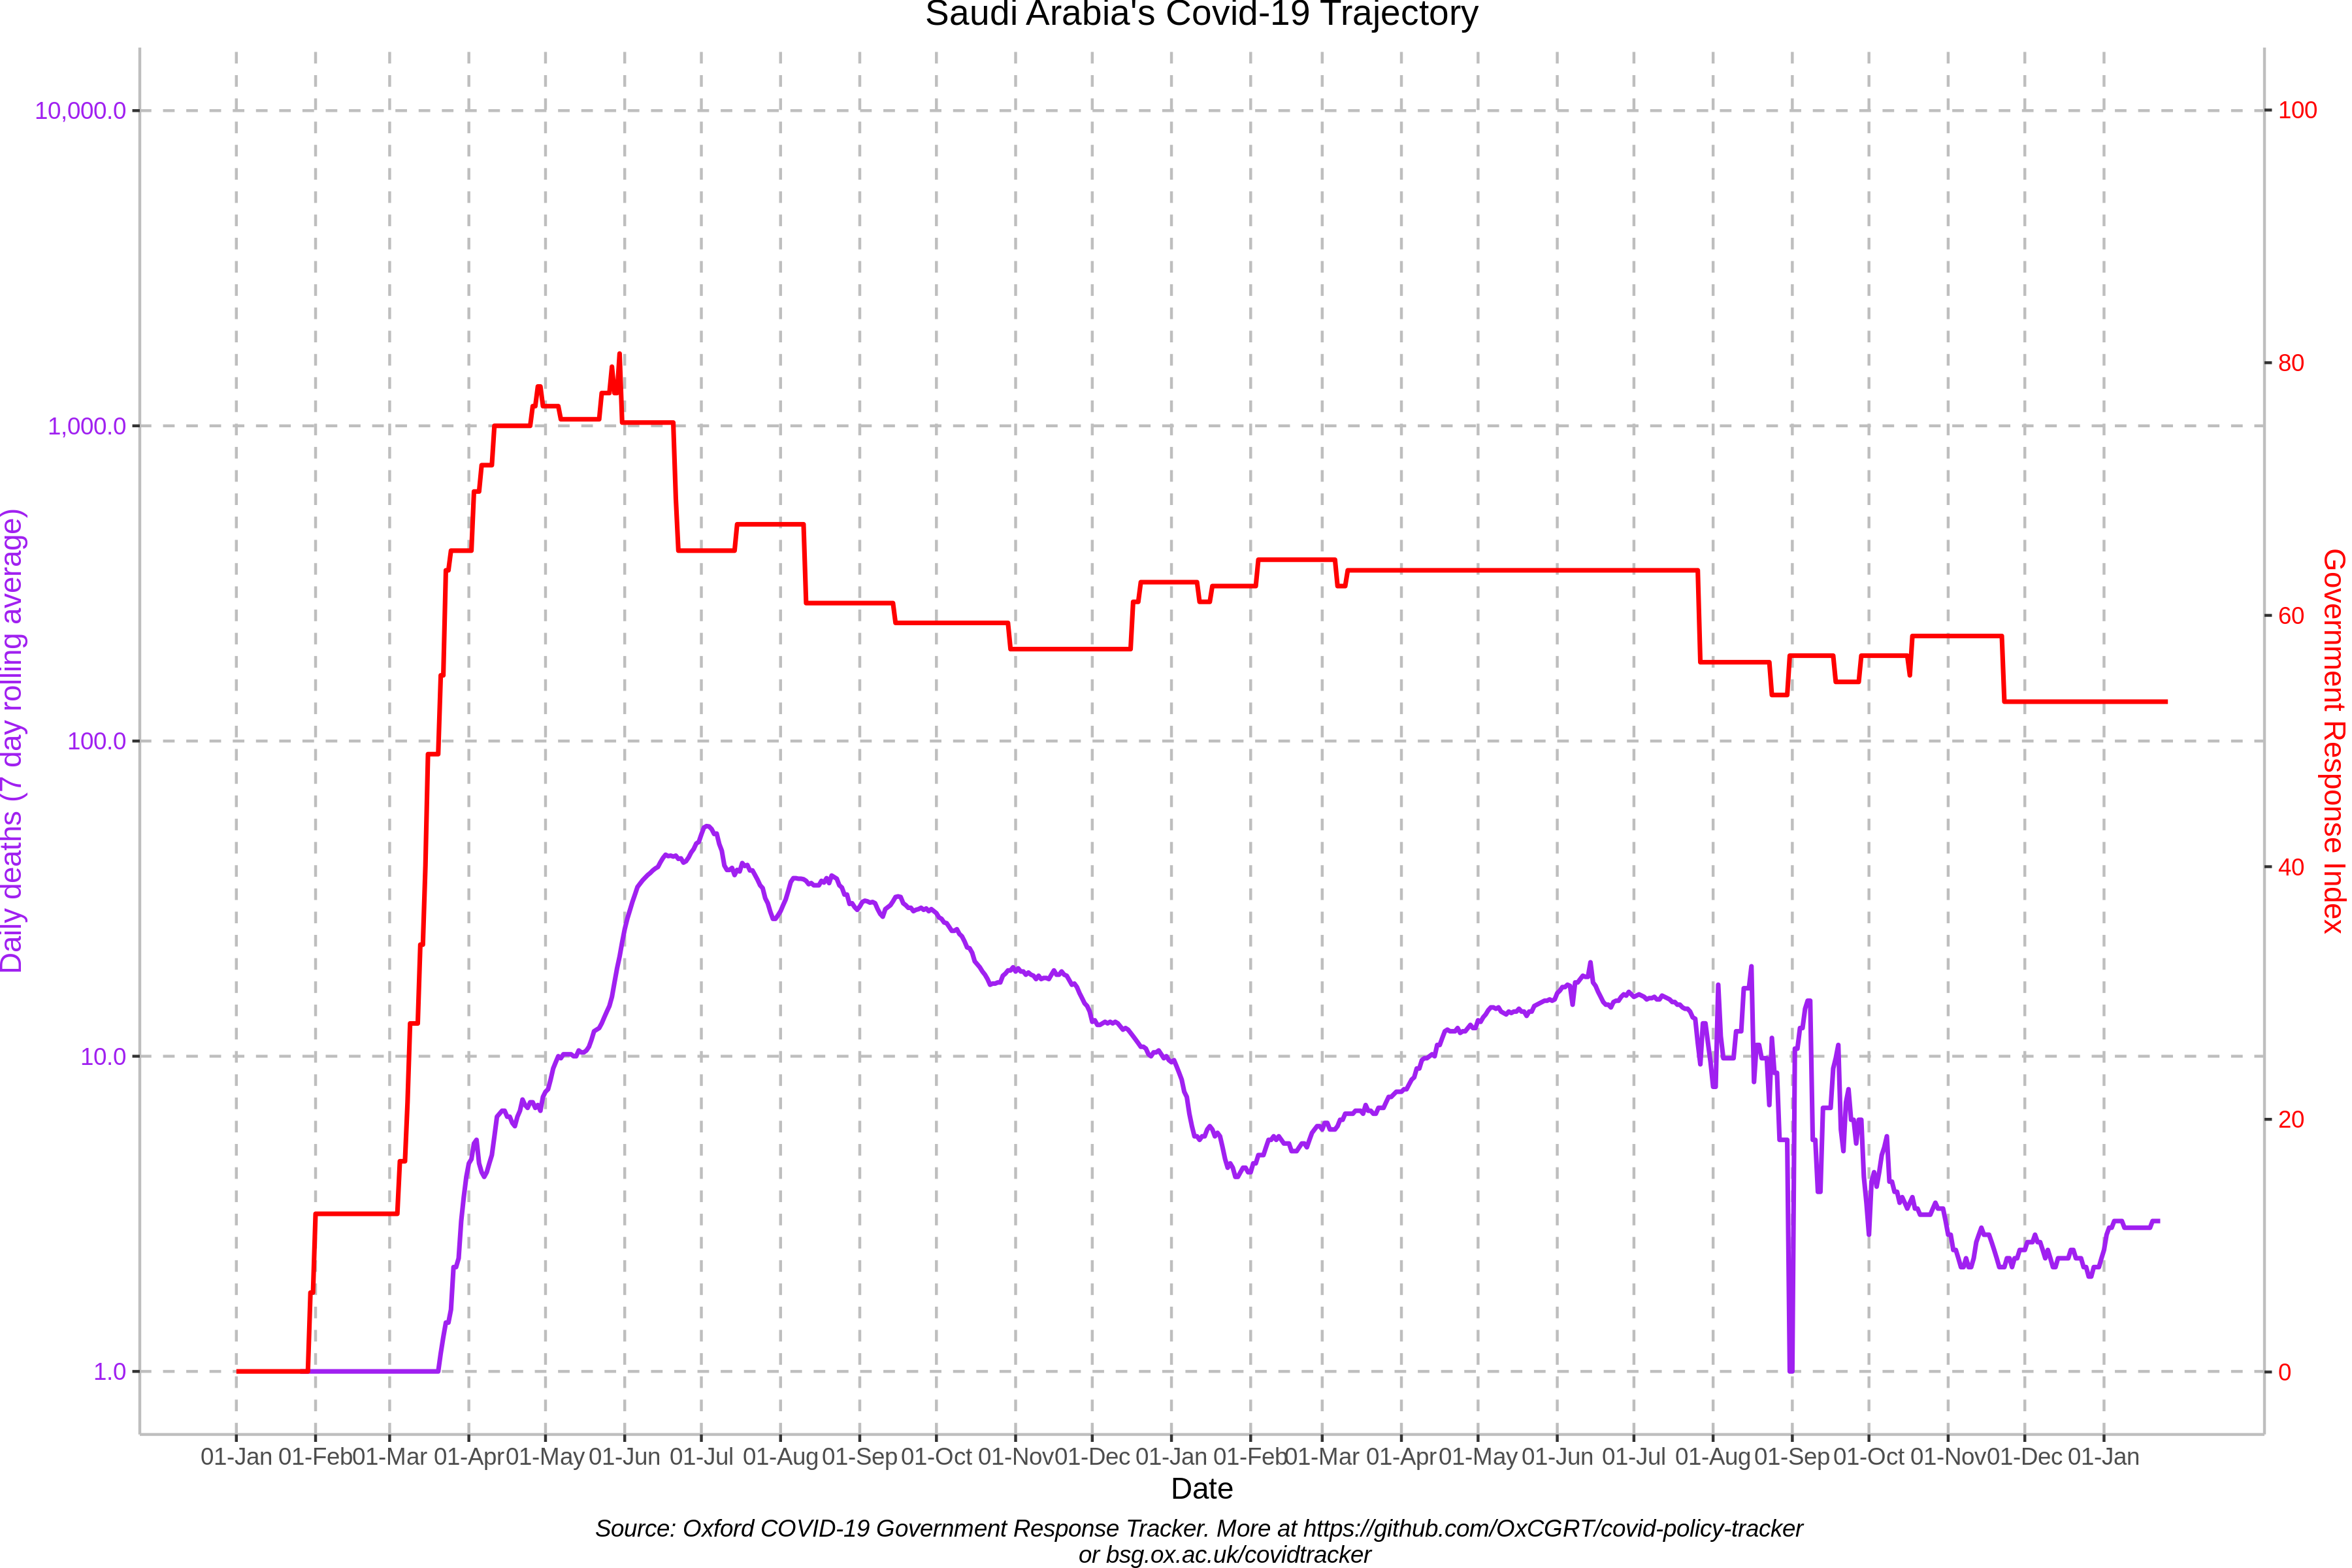 Saudi Arabia's Covid-19 Trajectory
10,000.0
1,000.0
100.0
10.0
1.0
Daily deaths (7 day rolling average)
100
80
60
40
20
0
Government Response Index
01-Jan 01-Feb 01-Mar 01-Apr 01-May 01-Jun 01-Jul 01-Aug 01-Sep 01-Oct 01-Nov 01-Dec 01-Jan 01-Feb 01-Mar 01-Apr 01-May 01-Jun 01-Jul 01-Aug 01-Sep 01-Oct 01-Nov 01-Dec 01-Jan
Date
Source: Oxford COVID-19 Government Response Tracker. More at https://github.com/OxCGRT/covid-policy-tracker
or bsg.ox.ac.uk/covidtracker